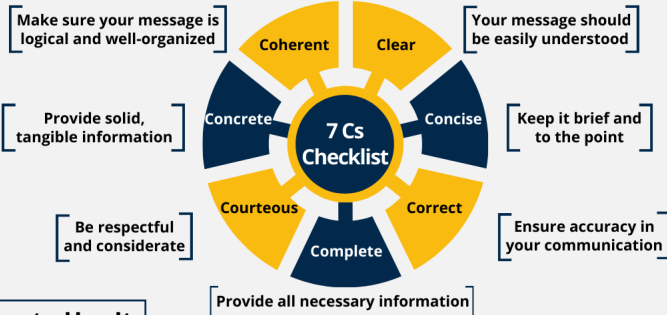 Make sure your message is
logical and well-organized
Coherent
Clear
Your message should
be easily understood
Provide solid,
tangible information
Concrete
7 Cs
Checklist
Concise
Keep it brief and
to the point
Be respectful
and considerate
Courteous
Correct
Ensure accuracy in
your communication
Complete
Provide all necessary information